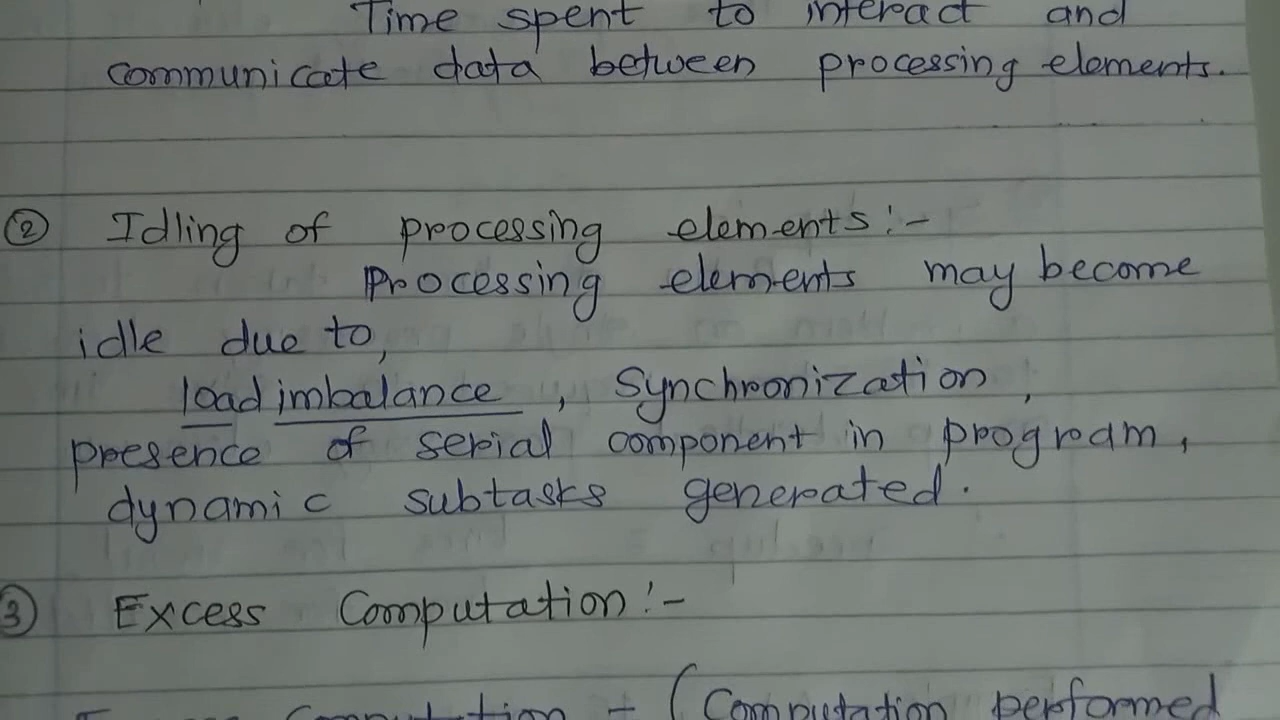 Time spent to interact and
communicate data between processing elements.
② Idling of processing elements:-
Processing elements may become
idle due to,
load imbalance, Synchronization,
presence of serial component in program,
dynamic subtasks generated.
③ Excess Computation:-
Computation - (Computation performed